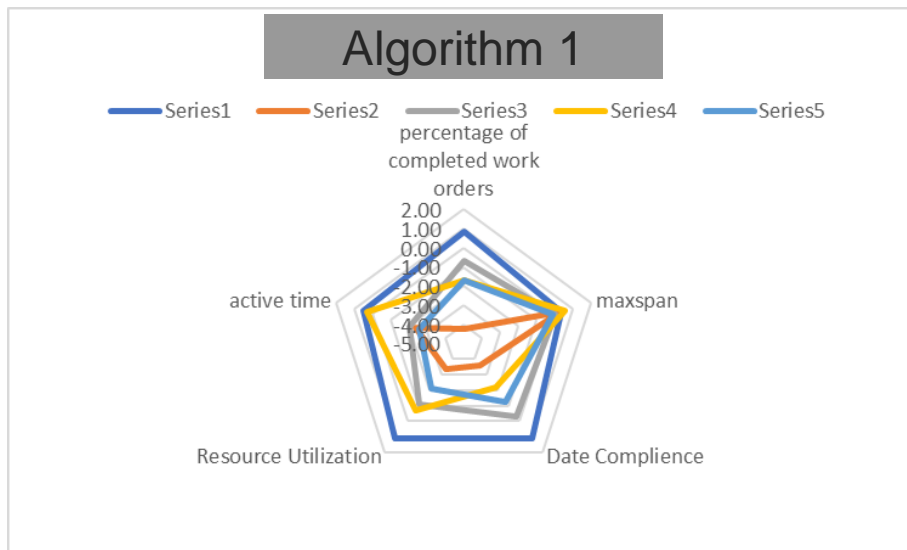 Algorithm 1
Series1 Series2 Series3 Series4 Series5
percentage of
completed work
orders
2.00
1.00
0.00
-1.00
-2.00
-3.00
-4.00
-5.00
active time
maxspan
Resource Utilization
Date Complience